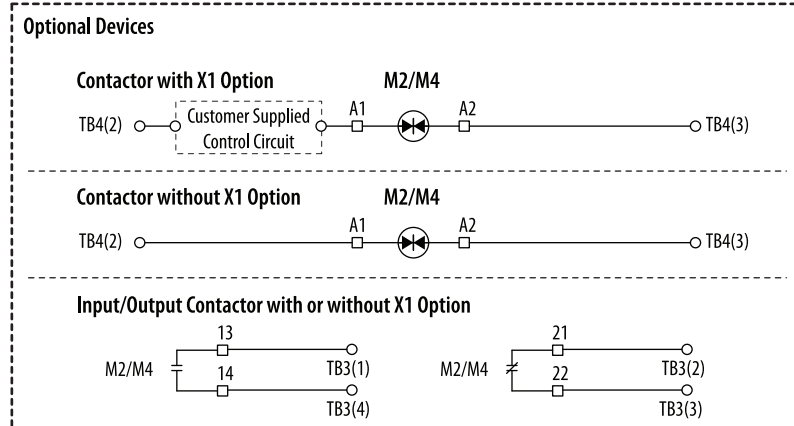 Optional Devices
Contactor with X1 Option M2/M4
TB4(2) Customer Supplied A1 A2 TB4(3)
Control Circuit
Contactor without X1 Option M2/M4
TB4(2) A1 A2 TB4(3)
Input/Output Contactor with or without X1 Option
13 21
M2/M4 TB3(1) M2/M4 TB3(2)
14 22
TB3(4) TB3(3)